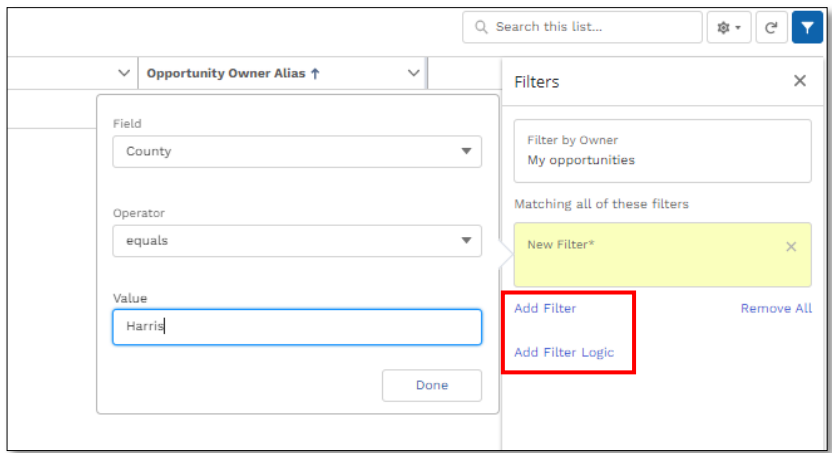 Search this list...
Opportunity Owner Alias ↑
Filters
Field
County
Operator
equals
Value
Harris
Done
Filter by Owner
My opportunities
Matching all of these filters
New Filter*
Add Filter
Remove All
Add Filter Logic